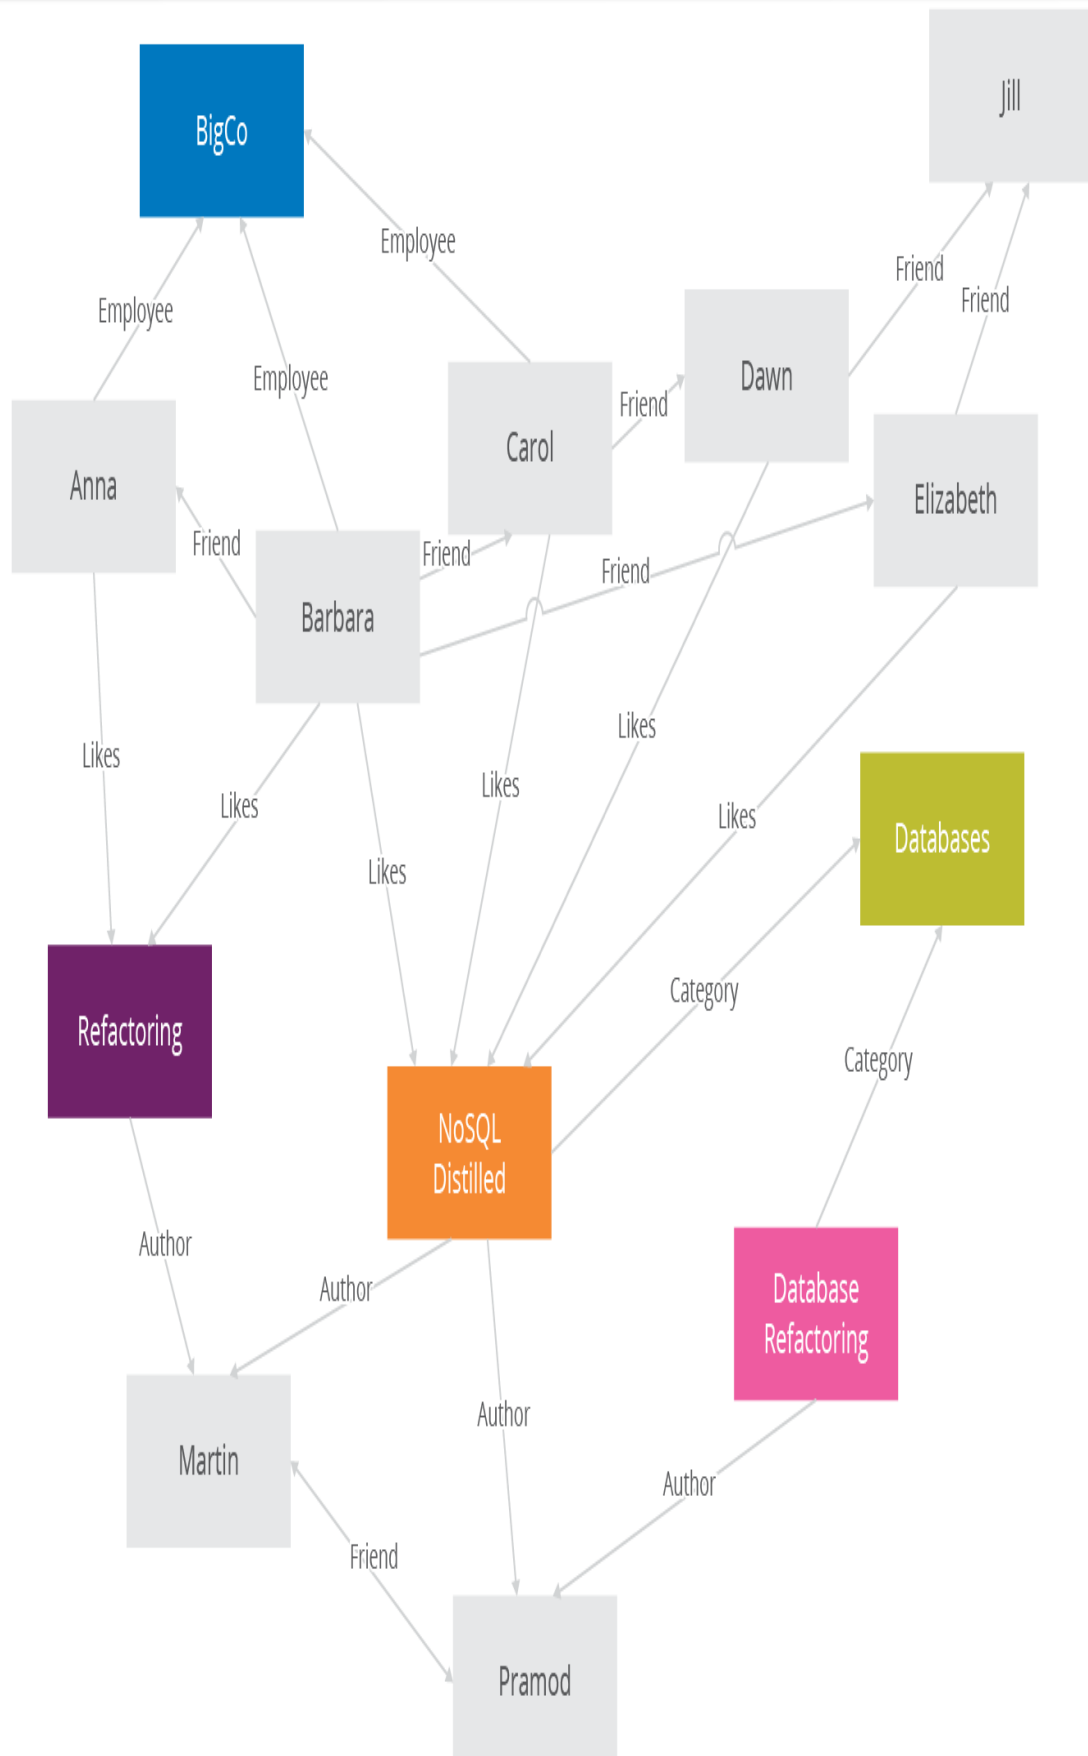 Jill
BigCo
Employee
Friend
Friend
Employee
Dawn
Employee
Friend
Carol
Anna
Elizabeth
Friend
Friend
Friend
Barbara
Likes
Likes
Likes
Likes
Likes
Databases
Likes
Category
Refactoring
Category
NoSQL
Distilled
Author
Author
Database
Refactoring
Author
Martin
Author
Friend
Pramod